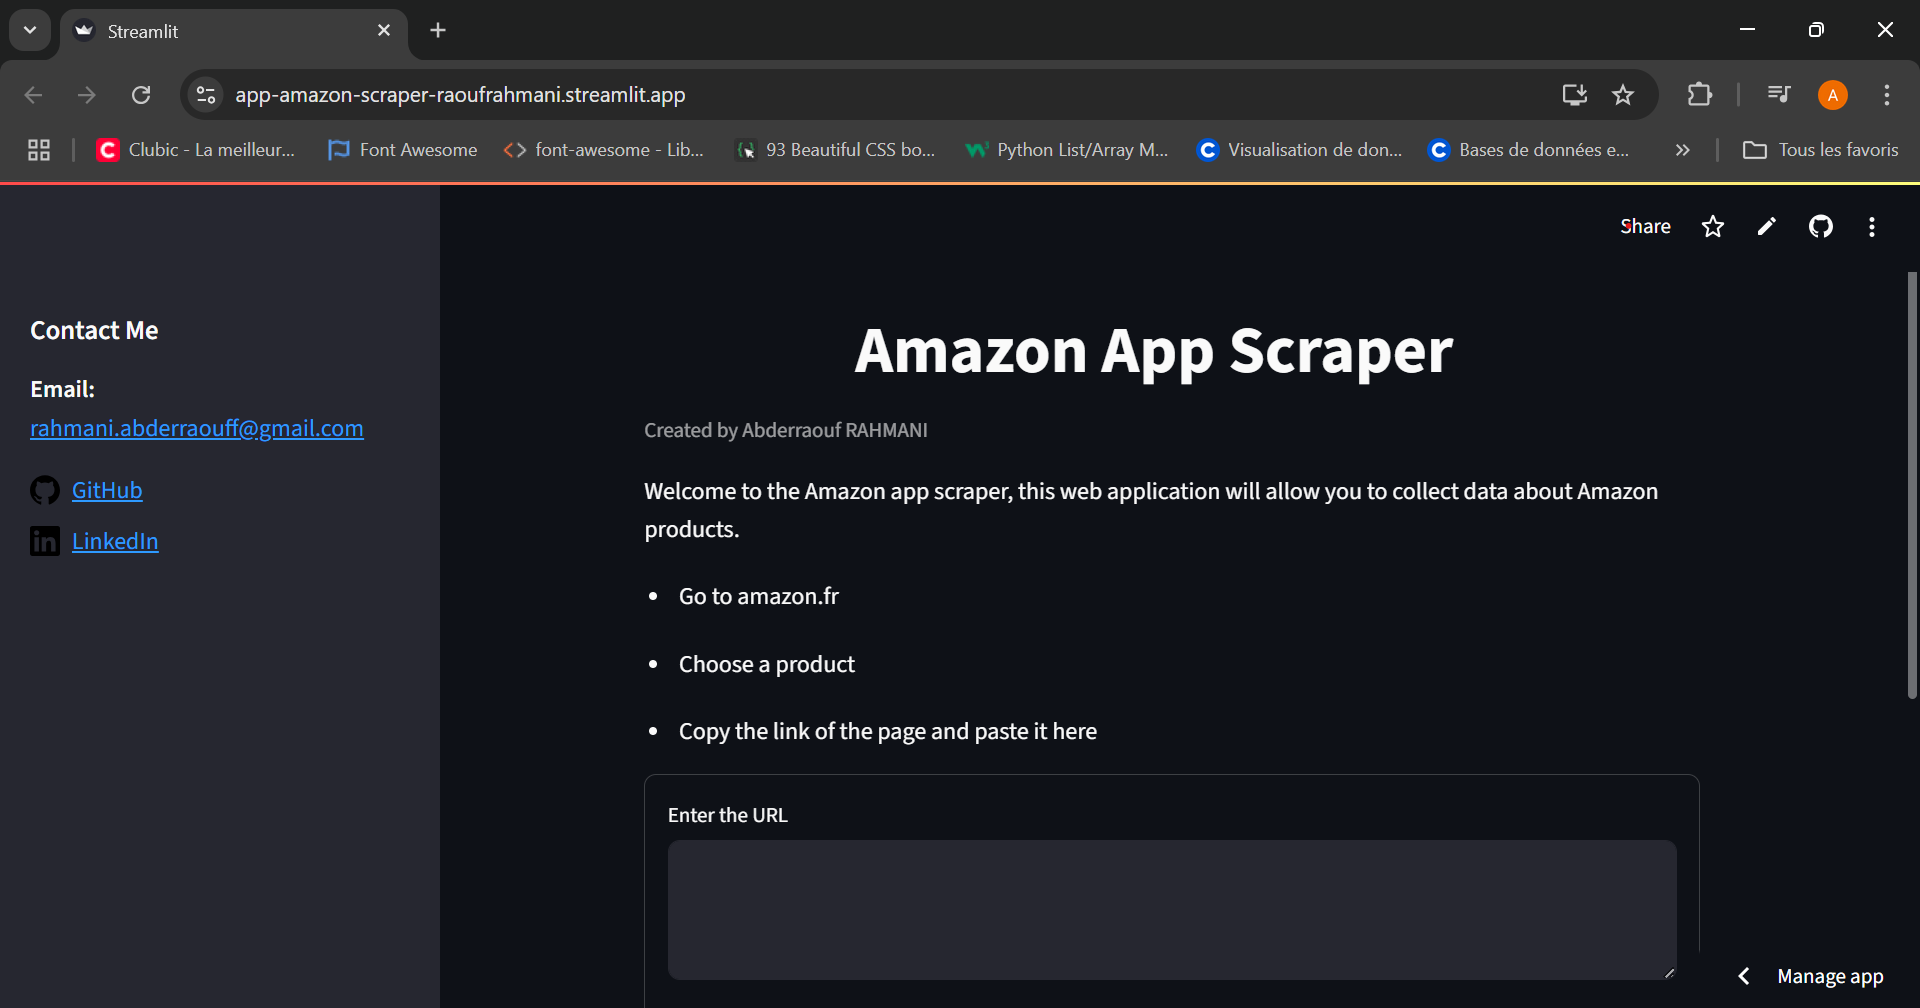 Streamlit
app-amazon-scraper-raoufrahmani.streamlit.app
A
Clubic - La meilleur...
Font Awesome
font-awesome - Lib...
93 Beautiful CSS bo...
Python List/Array M...
Visualisation de don...
Bases de données e...
Tous les favoris
Share
Contact Me
Email:
rahmani.abderraouff@gmail.com
GitHub
LinkedIn
Amazon App Scraper
Created by Abderraouf RAHMANI
Welcome to the Amazon app scraper, this web application will allow you to collect data about Amazon
products.
• Go to amazon.fr
• Choose a product
• Copy the link of the page and paste it here
Enter the URL
Manage app